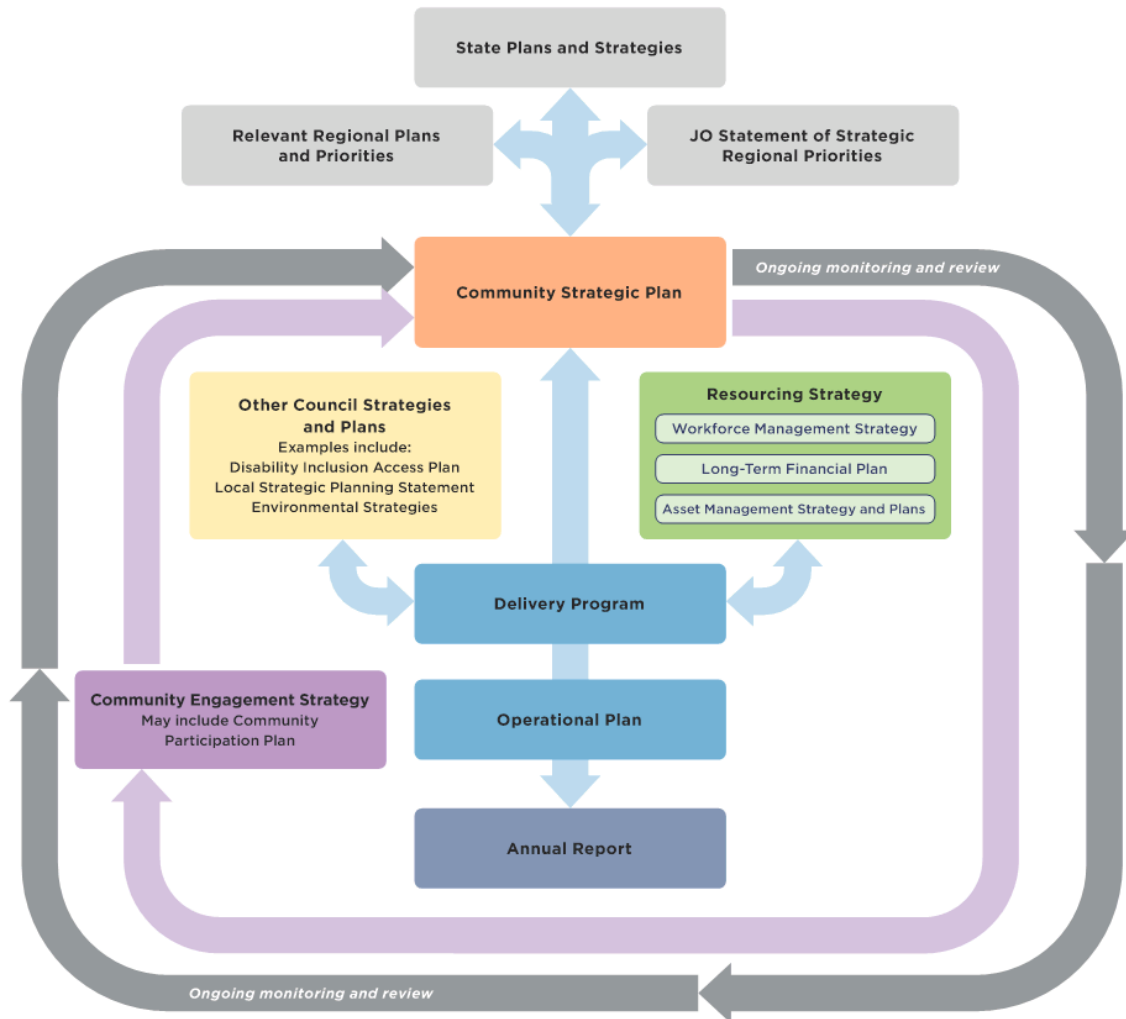 State Plans and Strategies
Relevant Regional Plans
and Priorities
JO Statement of Strategic
Regional Priorities
Community Strategic Plan
Ongoing monitoring and review
Other Council Strategies
and Plans
Examples include:
Disability Inclusion Access Plan
Local Strategic Planning Statement
Environmental Strategies
Resourcing Strategy
Workforce Management Strategy
Long-Term Financial Plan
Asset Management Strategy and Plans
Delivery Program
Community Engagement Strategy
May include Community
Participation Plan
Operational Plan
Annual Report
Ongoing monitoring and review